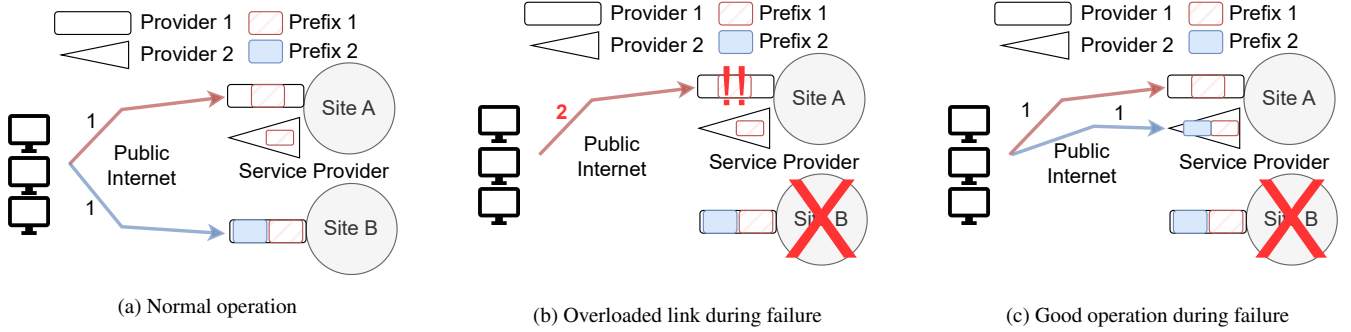 Provider 1 Prefix 1
Provider 2 Prefix 2
1
Site A
Public
Internet
Service Provider
1
Site B
(a) Normal operation
Provider 1 Prefix 1
Provider 2 Prefix 2
!!
2
Site A
Public
Internet
Service Provider
(b) Overloaded link during failure
Provider 1 Prefix 1
Provider 2 Prefix 2
1
Site A
1
Public
Internet
Service Provider
(c) Good operation during failure